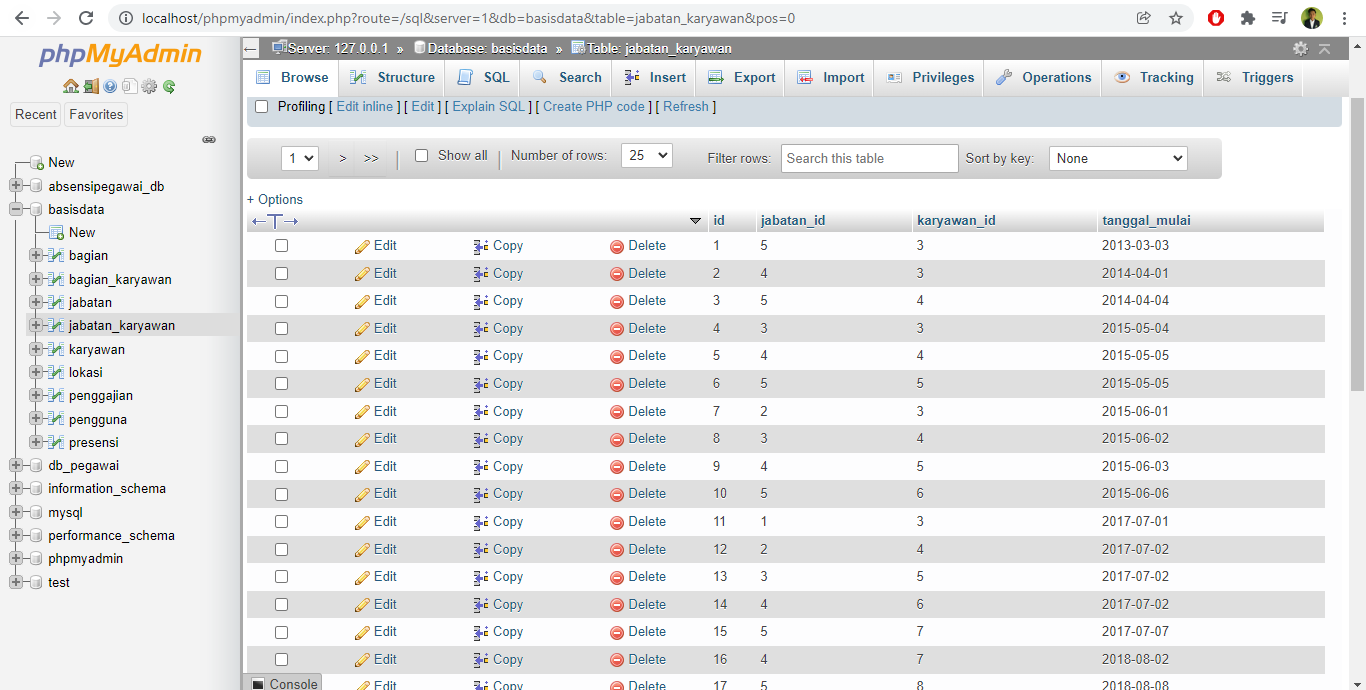 localhost/phpmyadmin/index.php?route=/sql&server=1&db=basisdata&table=jabatan_karyawan&pos=0
phpMyAdmin
Recent Favorites
New
absensipegawai_db
basisdata
New
bagian
bagian_karyawan
jabatan
jabatan_karyawan
karyawan
lokasi
penggajian
pengguna
presensi
db_pegawai
information_schema
mysql
performance_schema
phpmyadmin
test
Server: 127.0.0.1 » Database: basisdata » Table: jabatan_karyawan
Browse Structure SQL Search Insert Export Import Privileges Operations Tracking Triggers
Profiling [ Edit inline ] [ Edit ] [ Explain SQL ] [ Create PHP code ] [ Refresh ]
1 > >> | Show all | Number of rows: 25 Filter rows: Search this table Sort by key: None
+ Options
←T→ id jabatan_id karyawan_id tanggal_mulai
Edit Copy Delete 1 5 3 2013-03-03
Edit Copy Delete 2 4 3 2014-04-01
Edit Copy Delete 3 5 4 2014-04-04
Edit Copy Delete 4 3 3 2015-05-04
Edit Copy Delete 5 4 4 2015-05-05
Edit Copy Delete 6 5 5 2015-05-05
Edit Copy Delete 7 2 3 2015-06-01
Edit Copy Delete 8 3 4 2015-06-02
Edit Copy Delete 9 4 5 2015-06-03
Edit Copy Delete 10 5 6 2015-06-06
Edit Copy Delete 11 1 3 2017-07-01
Edit Copy Delete 12 2 4 2017-07-02
Edit Copy Delete 13 3 5 2017-07-02
Edit Copy Delete 14 4 6 2017-07-02
Edit Copy Delete 15 5 7 2017-07-07
Edit Copy Delete 16 4 7 2018-08-02
Edit Copy Delete 17 5 8 2018-08-08
Console